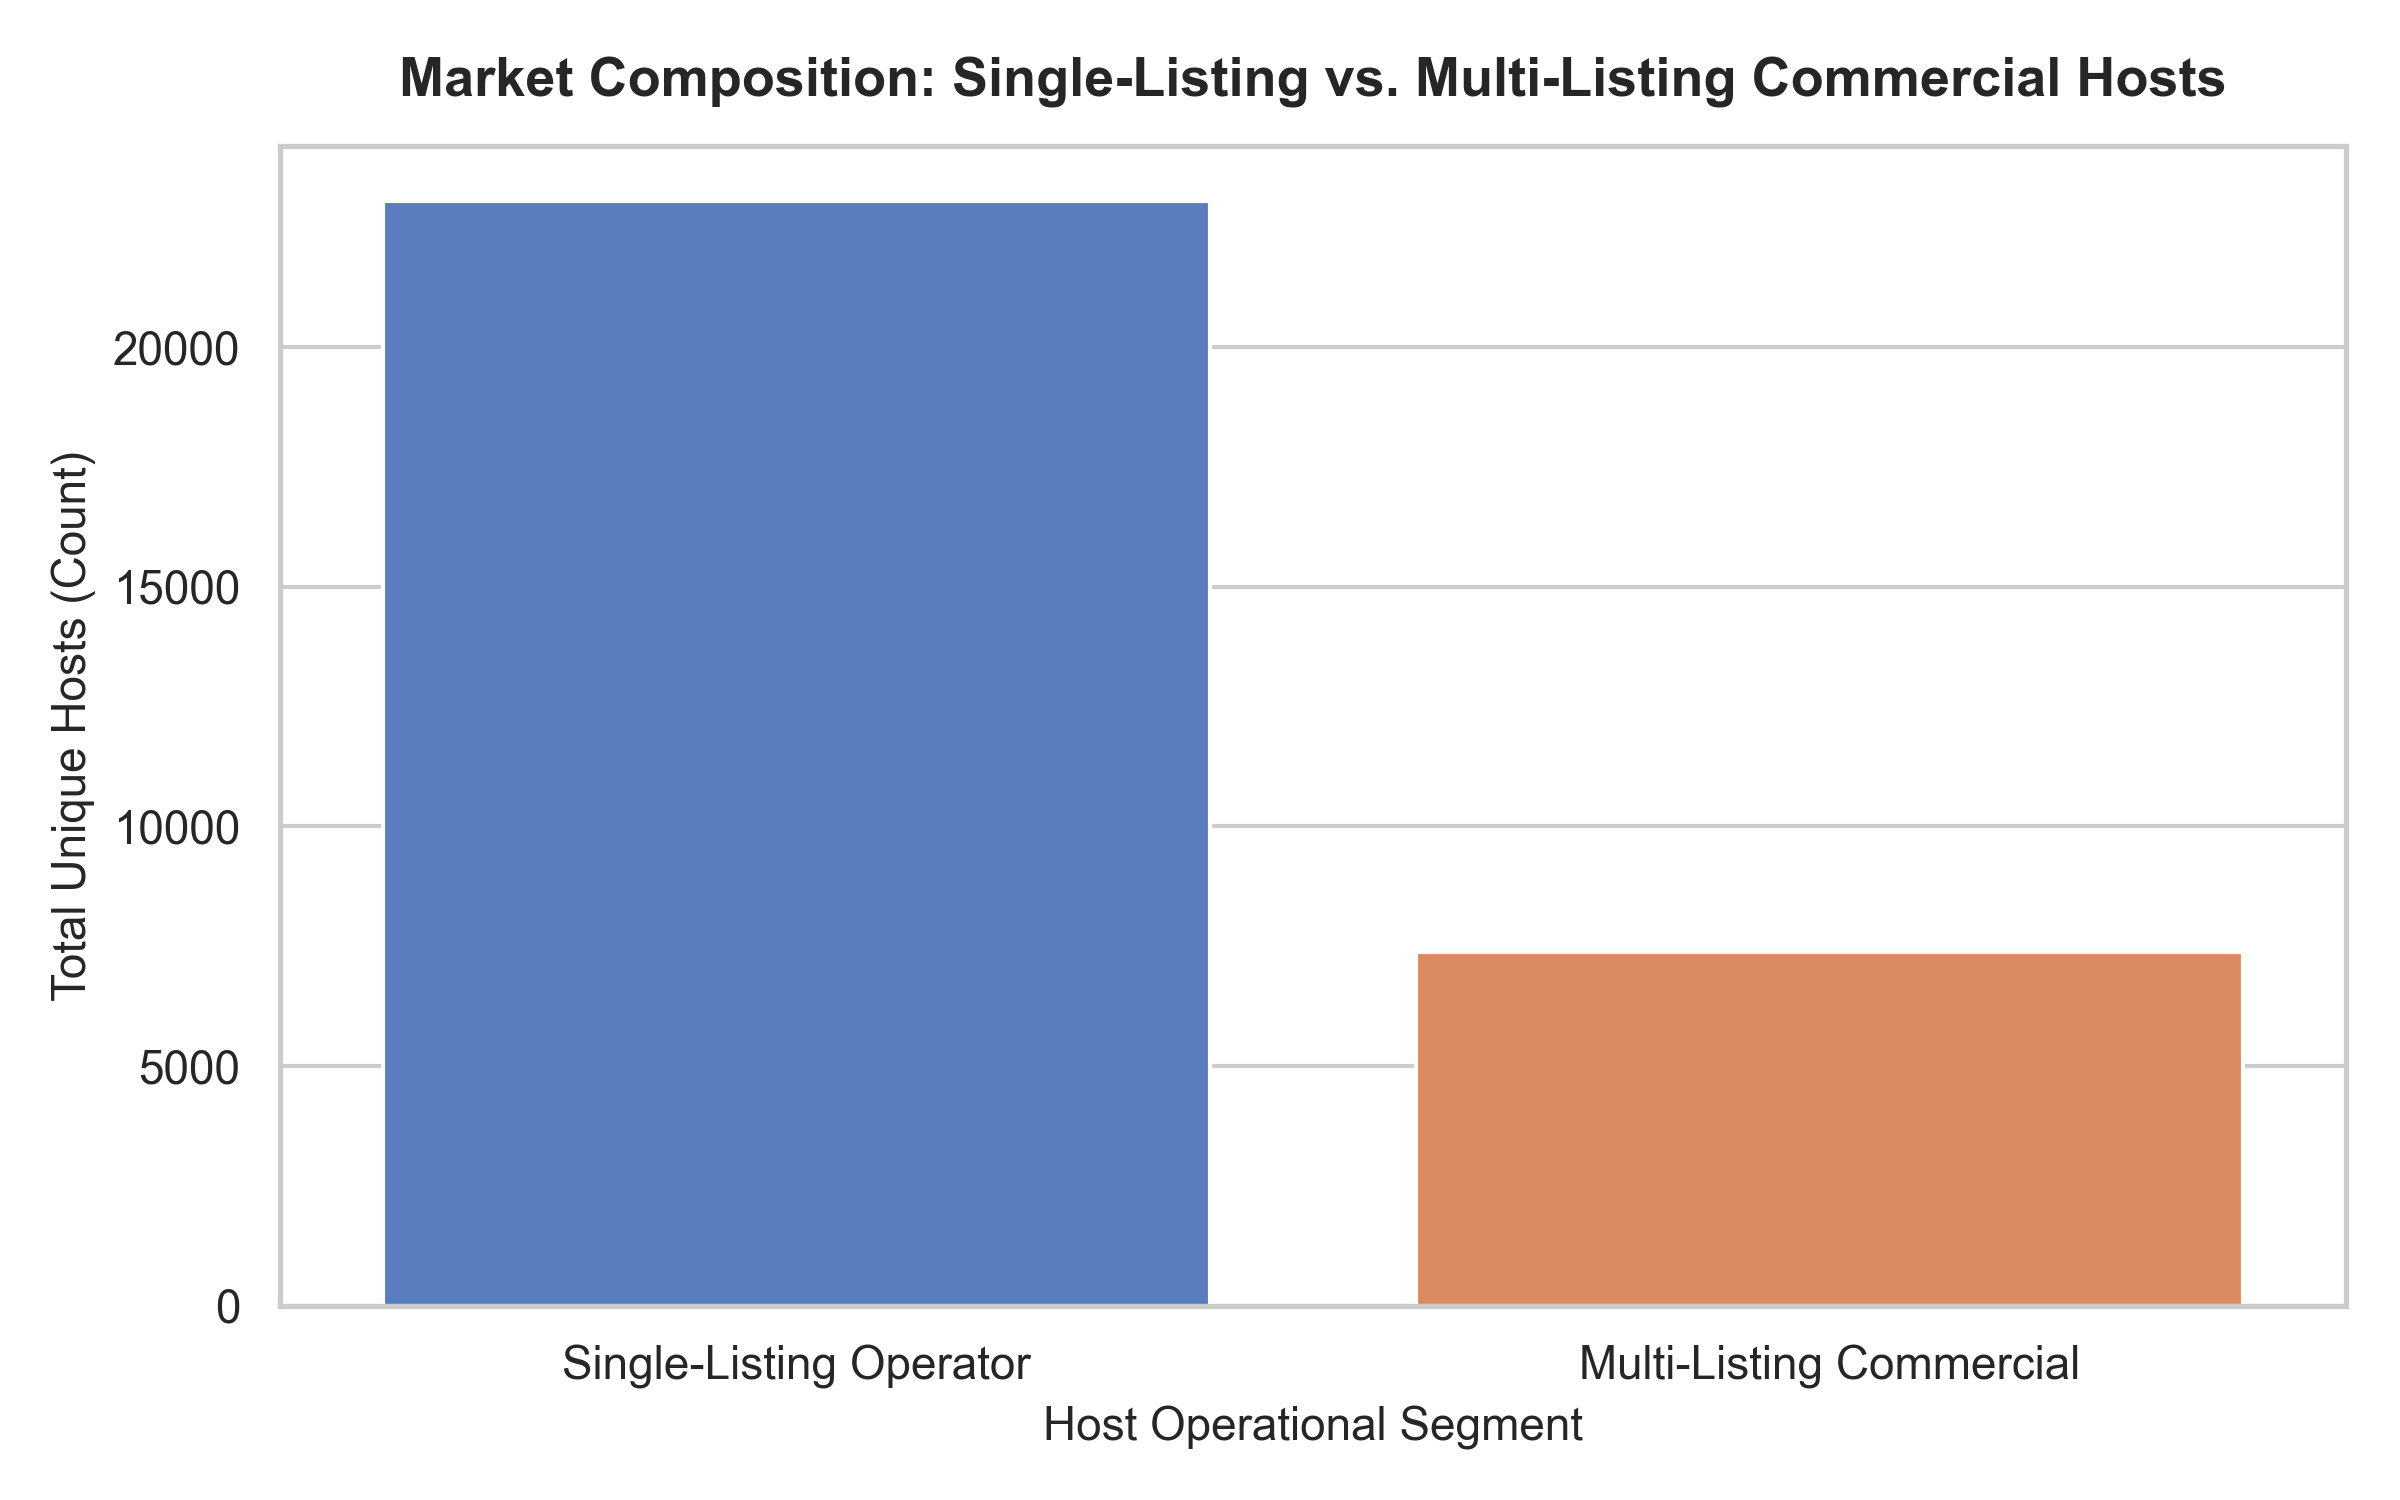 Market Composition: Single-Listing vs. Multi-Listing Commercial Hosts
Total Unique Hosts (Count)
20000
15000
10000
5000
0
Single-Listing Operator
Multi-Listing Commercial
Host Operational Segment